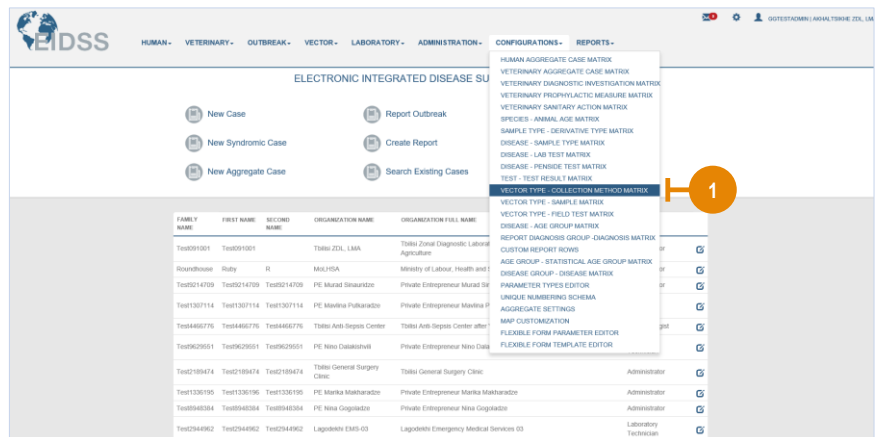 EIDSS
HUMAN
VETERINARY
OUTBREAK
VECTOR
LABORATORY
ADMINISTRATION
CONFIGURATIONS
REPORTS
GGTESTADMIN | AKHALTSIKHE ZDL, LM
ELECTRONIC INTEGRATED DISEASE SU
New Case
Report Outbreak
New Syndromic Case
Create Report
New Aggregate Case
Search Existing Cases
HUMAN AGGREGATE CASE MATRIX
VETERINARY AGGREGATE CASE MATRIX
VETERINARY DIAGNOSTIC INVESTIGATION MATRIX
VETERINARY PROPHYLACTIC MEASURE MATRIX
VETERINARY SANITARY ACTION MATRIX
SPECIES - ANIMAL AGE MATRIX
SAMPLE TYPE - DERIVATIVE TYPE MATRIX
DISEASE - SAMPLE TYPE MATRIX
DISEASE - LAB TEST MATRIX
DISEASE - PENSIDE TEST MATRIX
TEST - TEST RESULT MATRIX
VECTOR TYPE - COLLECTION METHOD MATRIX
1
VECTOR TYPE - SAMPLE MATRIX
VECTOR TYPE - FIELD TEST MATRIX
DISEASE - AGE GROUP MATRIX
REPORT DIAGNOSIS GROUP -DIAGNOSIS MATRIX
CUSTOM REPORT ROWS
AGE GROUP - STATISTICAL AGE GROUP MATRIX
DISEASE GROUP - DISEASE MATRIX
PARAMETER TYPES EDITOR
UNIQUE NUMBERING SCHEMA
AGGREGATE SETTINGS
MAP CUSTOMIZATION
FLEXIBLE FORM PARAMETER EDITOR
FLEXIBLE FORM TEMPLATE EDITOR
FAMILY NAME FIRST NAME SECOND NAME ORGANIZATION NAME ORGANIZATION FULL NAME
Test091001 Test091001 Tbilisi ZDL, LMA Tbilisi Zonal Diagnostic Laborat
Agriculture
Roundhouse Ruby R MoLHSA Ministry of Labour, Health and
Test9214709 Test9214709 Test9214709 PE Murad Sinauridze Private Entrepreneur Murad Sin
Test1307114 Test1307114 Test1307114 PE Mavlina Putkaradze Private Entrepreneur Mavlina P
Test4466776 Test4466776 Test4466776 Tbilisi Anti-Sepsis Center Tbilisi Anti-Sepsis Center after
Test9629551 Test9629551 Test9629551 PE Nino Datakishvili Private Entrepreneur Nino Data
Test2189474 Test2189474 Test2189474 Tbilisi General Surgery Clinic Tbilisi General Surgery Clinic Administrator
Test1336195 Test1336196 Test1336195 PE Marika Makharadze Private Entrepreneur Marika Makharadze Administrator
Test8948384 Test8948384 Test8948384 PE Nina Gogoladze Private Entrepreneur Nina Gogoladze Administrator
Test2944962 Test2944962 Test2944962 Lagodekhi EMS-03 Lagodekhi Emergency Medical Services 03 Laboratory Technician